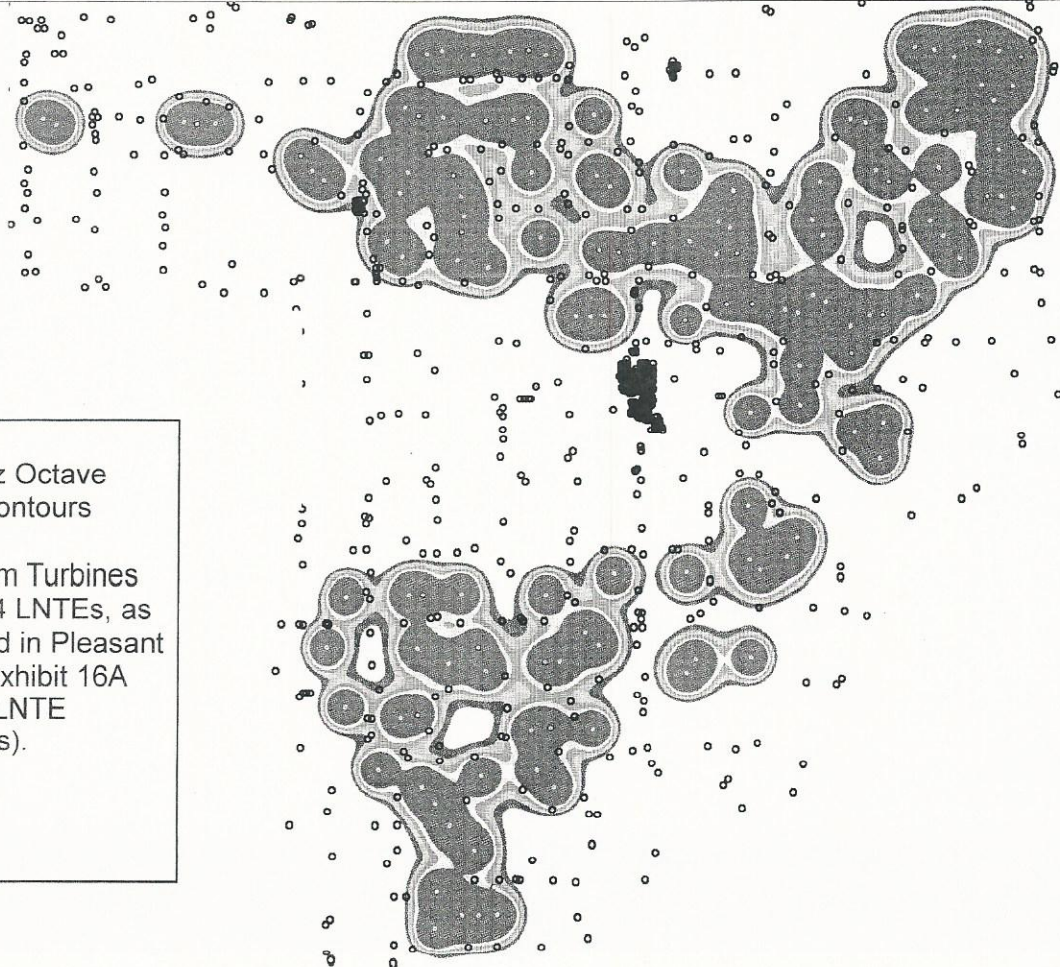 z Octave
ontours
m Turbines
4 LNTEs, as
d in Pleasant
xhibit 16A
LNTE
s).